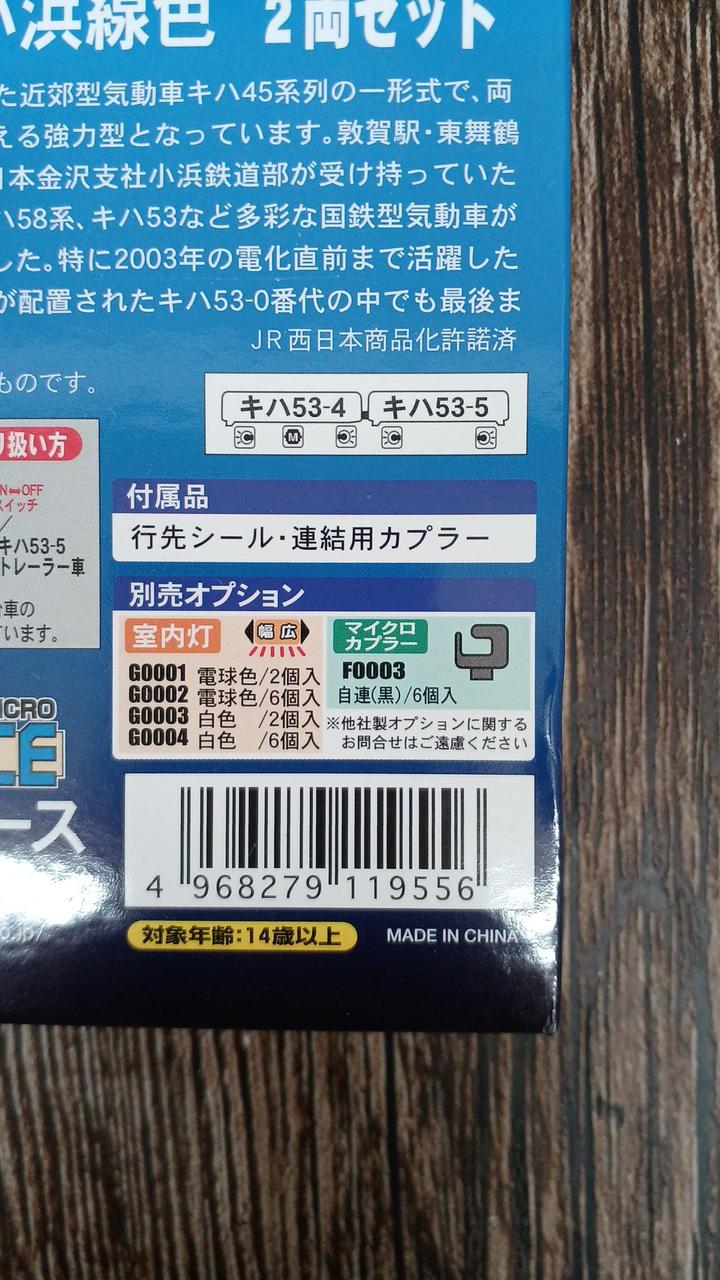 小浜線色 2両セット
た近郊型気動車キハ45系列の一形式で、両
える強力型となっています。敦賀駅・東舞鶴
日本金沢支社小浜鉄道部が受け持っていた
ハ58系、キハ53など多彩な国鉄型気動車が
した。特に2003年の電化直前まで活躍した
が配置されたキハ53-0番代の中でも最後ま
JR西日本商品化許諾済
ものです。
キハ53-4 キハ53-5
M
り扱い方
ON⇔OFF
スイッチ
キハ53-5
トレーラー車
台車の
ています。
付属品
行先シール・連結用カプラー
別売オプション
室内灯 幅広
G0001 電球色/2個入
G0002 電球色/6個入
G0003 白色 /2個入
G0004 白色 /6個入
マイクロ
カプラー
F0003
自連(黒)/6個入
※他社製オプションに関する
お問合せはご遠慮ください
MICRO
ACE
ース
4 968279 119556
対象年齢:14歳以上
MADE IN CHINA
o.jp/